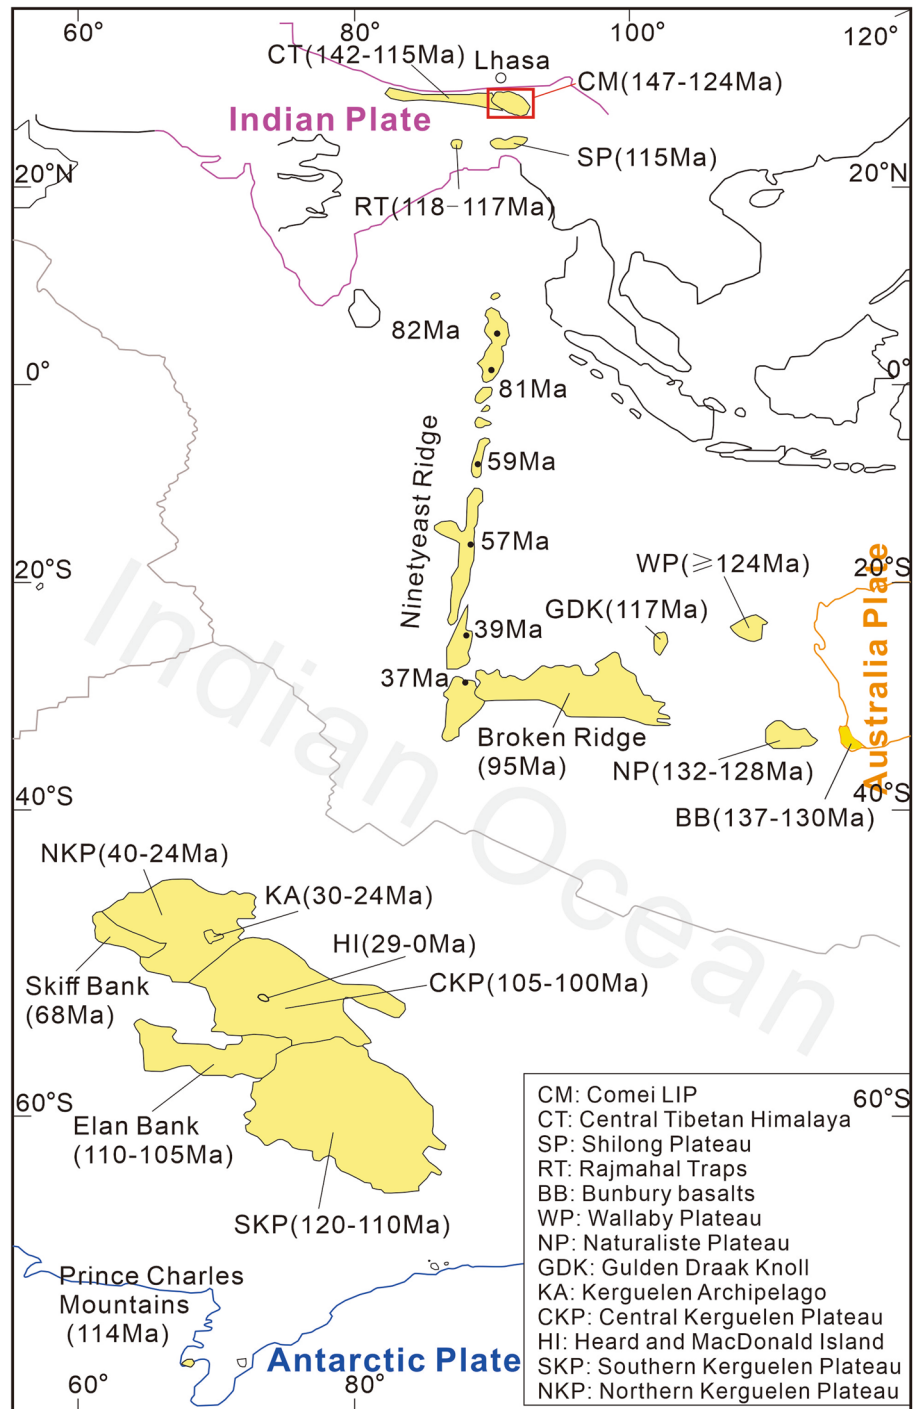 60° 80° 100° 120°
CT(142-115Ma) Lhasa
CM(147-124Ma)
Indian Plate
SP(115Ma)
20°N 20°N
RT(118-117Ma)
82Ma
0° 0°
81Ma
Ninetyeast Ridge
59Ma
57Ma
WP(⩾124Ma)
20°S 20°S
GDK(117Ma)
39Ma
37Ma
Australia Plate
Broken Ridge
(95Ma)
NP(132-128Ma)
40°S 40°S
BB(137-130Ma)
Indian Ocean
NKP(40-24Ma)
KA(30-24Ma)
HI(29-0Ma)
CKP(105-100Ma)
Skiff Bank
(68Ma)
60°S 60°S
Elan Bank
(110-105Ma)
SKP(120-110Ma)
Prince Charles
Mountains
(114Ma)
Antarctic Plate
60° 80°
CM: Comei LIP
CT: Central Tibetan Himalaya
SP: Shilong Plateau
RT: Rajmahal Traps
BB: Bunbury basalts
WP: Wallaby Plateau
NP: Naturaliste Plateau
GDK: Gulden Draak Knoll
KA: Kerguelen Archipelago
CKP: Central Kerguelen Plateau
HI: Heard and MacDonald Island
SKP: Southern Kerguelen Plateau
NKP: Northern Kerguelen Plateau